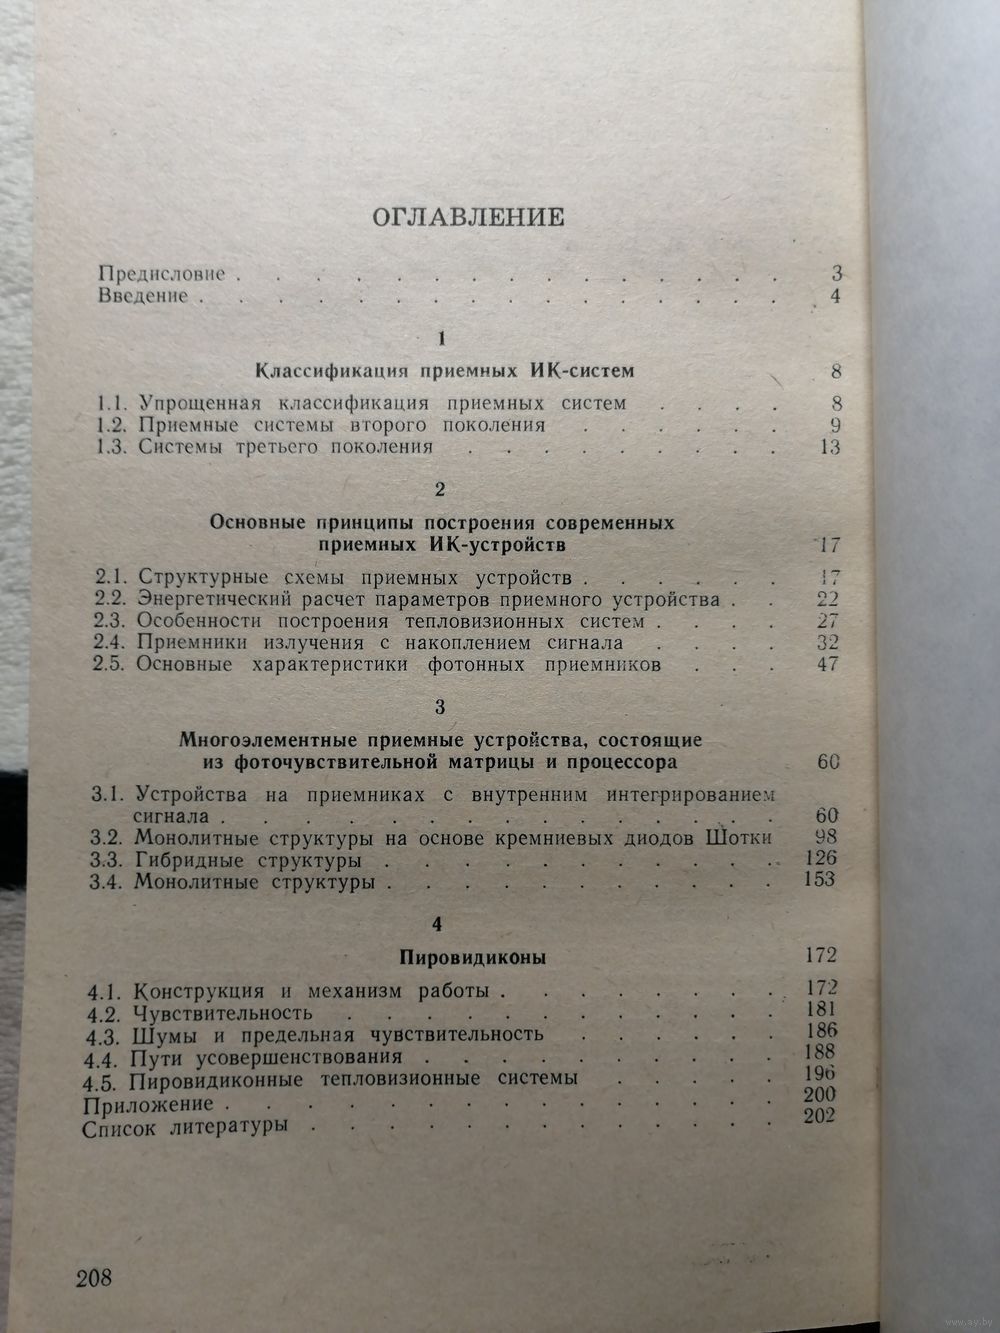 ОГЛАВЛЕНИЕ
Предисловие . . . . . . . . . . . . . . 3
Введение . . . . . . . . . . . . . . . 4
1
Классификация приемных ИК-систем 8
1.1. Упрощенная классификация приемных систем . . . . 8
1.2. Приемные системы второго поколения . . . . . . 9
1.3. Системы третьего поколения . . . . . . . . 13
2
Основные принципы построения современных
приемных ИК-устройств 17
2.1. Структурные схемы приемных устройств . . . . . . 17
2.2. Энергетический расчет параметров приемного устройства . . 22
2.3. Особенности построения тепловизионных систем . . . . 27
2.4. Приемники излучения с накоплением сигнала . . . . 32
2.5. Основные характеристики фотонных приемников . . . 47
3
Многоэлементные приемные устройства, состоящие
из фоточувствительной матрицы и процессора 60
3.1. Устройства на приемниках с внутренним интегрированием
сигнала . . . . . . . . . . . . . . . 60
3.2. Монолитные структуры на основе кремниевых диодов Шотки 98
3.3. Гибридные структуры . . . . . . . . . . . 126
3.4. Монолитные структуры . . . . . . . . . . . 153
4
Пировидиконы 172
4.1. Конструкция и механизм работы . . . . . . . . 172
4.2. Чувствительность . . . . . . . . . . . 181
4.3. Шумы и предельная чувствительность . . . . . . 186
4.4. Пути усовершенствования . . . . . . . . . . 188
4.5. Пировидиконные тепловизионные системы . . . . . 196
Приложение . . . . . . . . . . . . . . 200
Список литературы . . . . . . . . . . . . 202
208
www.ay.by